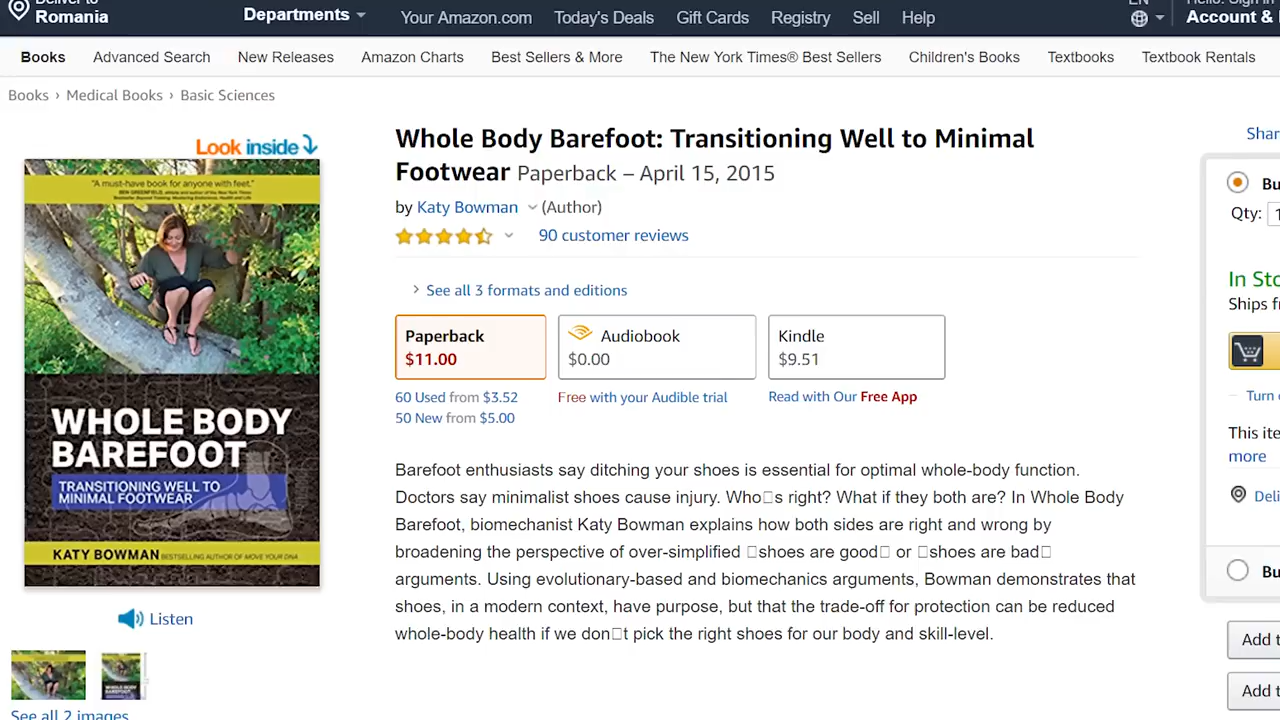 Deliver to
Romania
Departments
Your Amazon.com
Today's Deals
Gift Cards
Registry
Sell
Help
EN
Hello. Sign in
Account &
Books
Advanced Search
New Releases
Amazon Charts
Best Sellers & More
The New York Times® Best Sellers
Children's Books
Textbooks
Textbook Rentals
Books › Medical Books › Basic Sciences
Look inside
"A must-have book for anyone with feet."
WHOLE BODY
BAREFOOT
TRANSITIONING WELL TO
MINIMAL FOOTWEAR
KATY BOWMAN BESTSELLING AUTHOR OF MOVE YOUR DNA
Listen
See all 2 images
Whole Body Barefoot: Transitioning Well to Minimal
Footwear Paperback – April 15, 2015
by Katy Bowman (Author)
90 customer reviews
See all 3 formats and editions
Paperback
$11.00
Audiobook
$0.00
Kindle
$9.51
60 Used from $3.52
50 New from $5.00
Free with your Audible trial
Read with Our Free App
Barefoot enthusiasts say ditching your shoes is essential for optimal whole-body function.
Doctors say minimalist shoes cause injury. Who□s right? What if they both are? In Whole Body
Barefoot, biomechanist Katy Bowman explains how both sides are right and wrong by
broadening the perspective of over-simplified □shoes are good□ or □shoes are bad□
arguments. Using evolutionary-based and biomechanics arguments, Bowman demonstrates that
shoes, in a modern context, have purpose, but that the trade-off for protection can be reduced
whole-body health if we don□t pick the right shoes for our body and skill-level.
Shar
Bu
Qty: 1
In Sto
Ships f
Turn
This ite
more
Deli
Bu
Add t
Add t